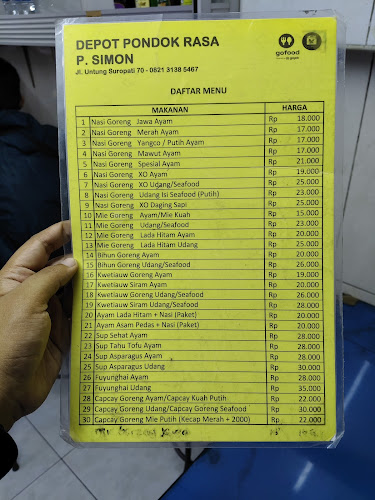 DEPOT PONDOK RASA
P. SIMON
Jl. Untung Suropati 70 - 0821 3138 5467
gofood
DAFTAR MENU
MAKANAN HARGA
1 Nasi Goreng Jawa Ayam Rp 18.000
2 Nasi Goreng Merah Ayam Rp 17.000
3 Nasi Goreng Yangco / Putih Ayam Rp 17.000
4 Nasi Goreng Mawut Ayam Rp 17.000
5 Nasi Goreng Spesial Ayam Rp 21.000
6 Nasi Goreng XO Ayam Rp 19.000
7 Nasi Goreng XO Udang/Seafood Rp 25.000
8 Nasi Goreng Udang Isi Seafood (Putih) Rp 23.000
9 Nasi Goreng XO Daging Sapi Rp 25.000
10 Mie Goreng Ayam/Mie Kuah Rp 15.000
11 Mie Goreng Udang/Seafood Rp 23.000
12 Mie Goreng Lada Hitam Ayam Rp 20.000
13 Mie Goreng Lada Hitam Udang Rp 25.000
14 Bihun Goreng Ayam Rp 20.000
15 Bihun Goreng Udang/Seafood Rp 26.000
16 Kwetiauw Goreng Ayam Rp 19.000
17 Kwetiauw Siram Ayam Rp 20.000
18 Kwetiauw Goreng Udang/Seafood Rp 26.000
19 Kwetiauw Siram Udang/Seafood Rp 28.000
20 Ayam Lada Hitam + Nasi (Paket) Rp 20.000
21 Ayam Asam Pedas + Nasi (Paket) Rp 20.000
22 Sup Sehat Ayam Rp 28.000
23 Sup Tahu Tofu Ayam Rp 28.000
24 Sup Asparagus Ayam Rp 28.000
25 Sup Asparagus Udang Rp 30.000
26 Fuyunghai Ayam Rp 28.000
27 Fuyunghai Udang Rp 35.000
28 Capcay Goreng Ayam/Capcay Kuah Putih Rp 22.000
29 Capcay Goreng Udang/Capcay Goreng Seafood Rp 30.000
30 Capcay Goreng Mie Putih (Kecap Merah + 2000) Rp 22.000